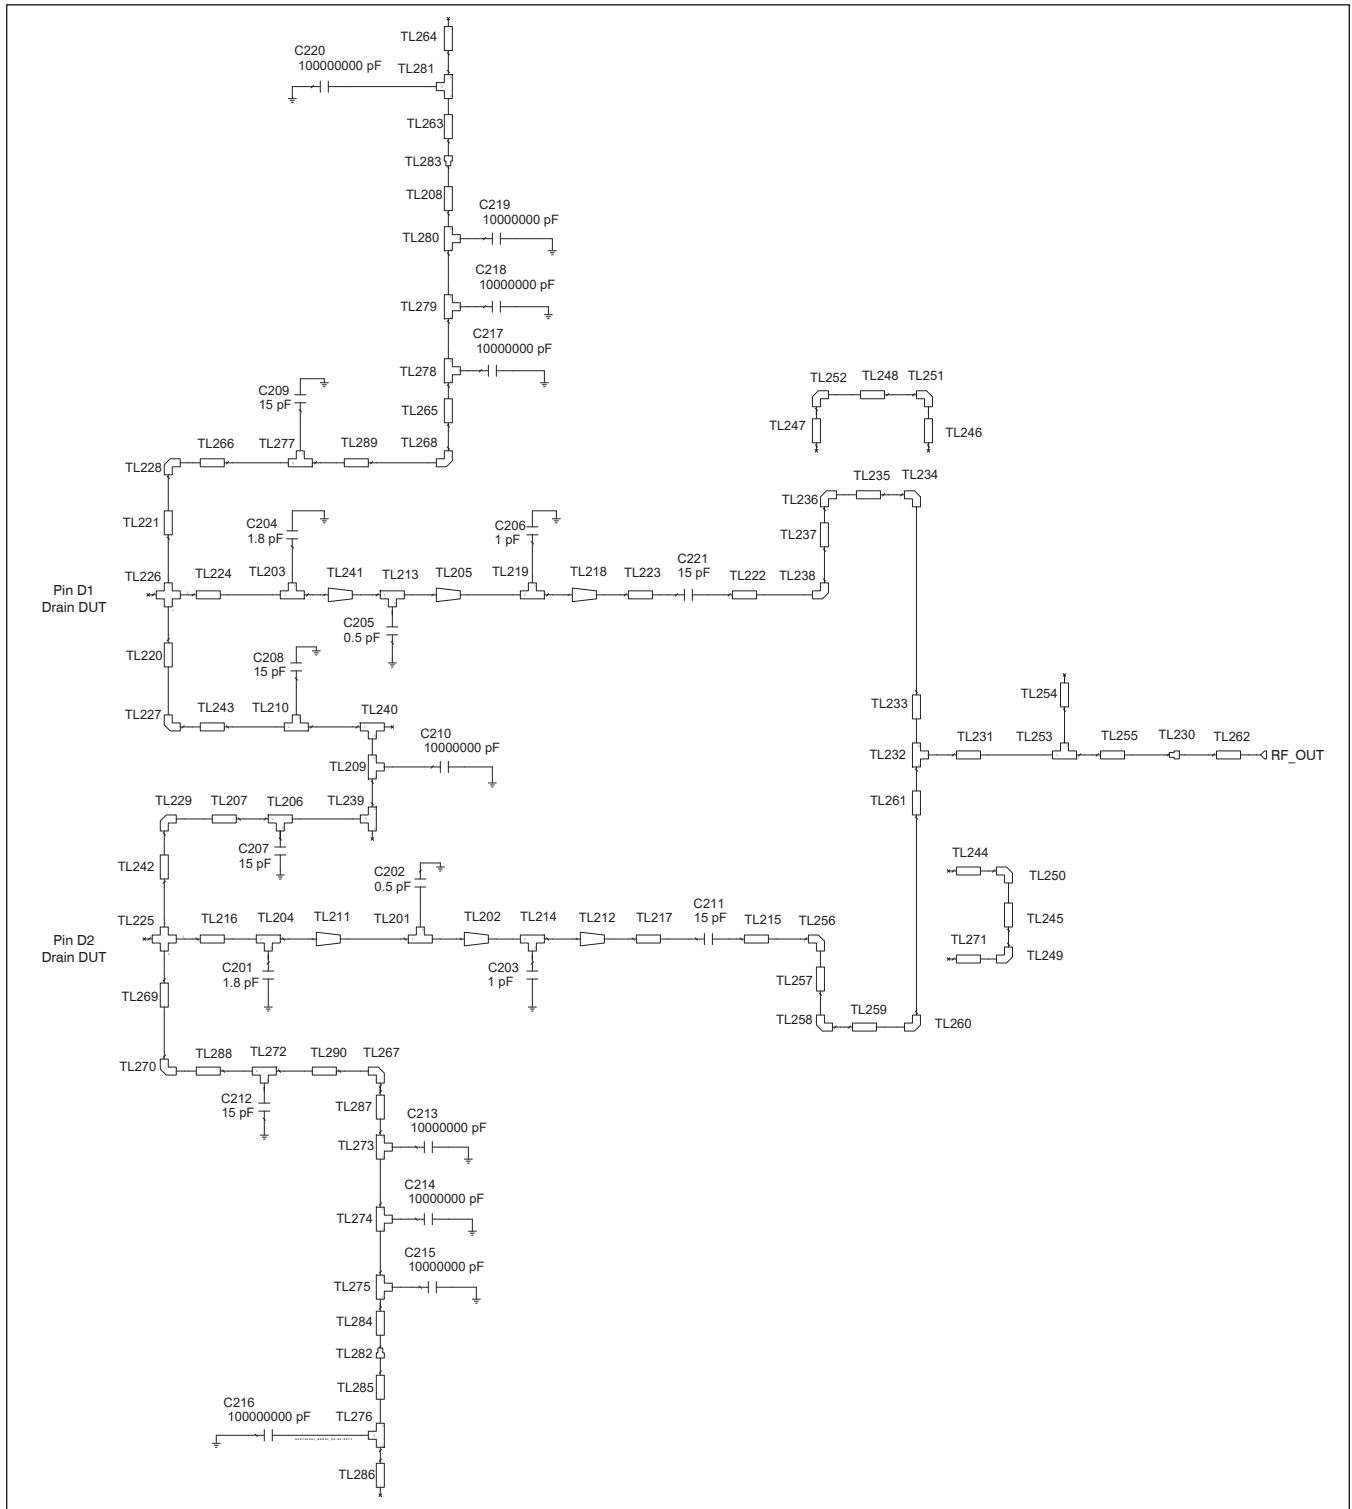 TL264
C220
100000000 pF
TL281
TL263
TL283
TL208
C219
10000000 pF
TL280
C218
10000000 pF
TL279
C217
10000000 pF
TL278
C209
15 pF
TL265
TL266
TL277
TL289
TL268
TL228
TL252
TL248
TL251
TL247
TL246
TL235
TL234
TL236
TL221
C204
1.8 pF
C206
1 pF
TL237
Pin D1
Drain DUT
TL226
TL224
TL203
TL241
TL213
TL205
TL219
TL218
TL223
C221
15 pF
TL222
TL238
C205
0.5 pF
TL220
C208
15 pF
TL227
TL243
TL210
TL240
C210
10000000 pF
TL209
TL254
TL233
TL231
TL253
TL255
TL230
TL262
TL232
RF_OUT
TL261
TL229
TL207
TL206
TL239
C207
15 pF
TL242
C202
0.5 pF
TL244
TL250
TL245
TL271
TL249
Pin D2
Drain DUT
TL225
TL216
TL204
TL211
TL201
TL202
TL214
TL212
TL217
C211
15 pF
TL215
TL256
C201
1.8 pF
C203
1 pF
TL257
TL269
TL258
TL259
TL260
TL270
TL288
TL272
TL290
TL267
C212
15 pF
TL287
C213
10000000 pF
TL273
C214
10000000 pF
TL274
C215
10000000 pF
TL275
TL284
TL282
TL285
C216
100000000 pF
TL276
TL286